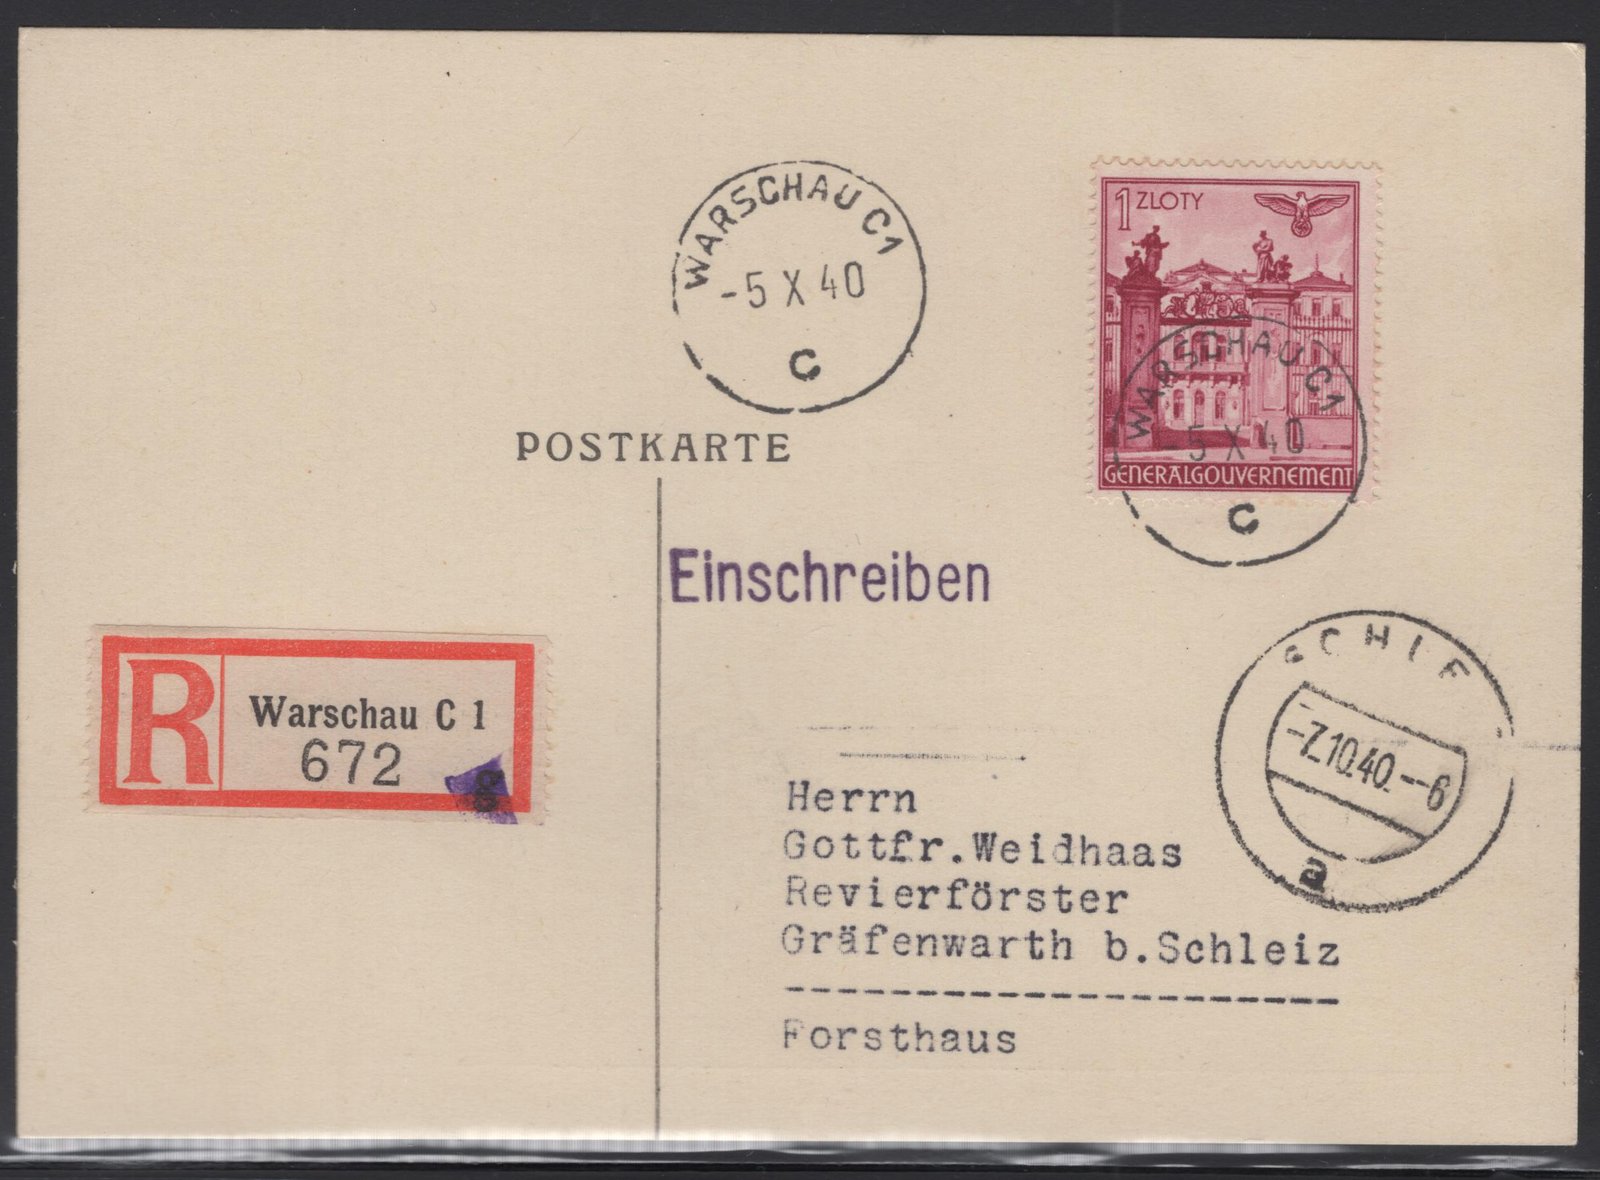 WARSCHAU C1
-5 X 40
C
1 ZLOTY
GENERALGOUVERNEMENT
WARSCHAU C1
-5 X 40
C
POSTKARTE
Einschreiben
R
Warschau C 1
672
g
-7.10.40.--6
a
Herrn
Gottfr.Weidhaas
Revierförster
Gräfenwarth b.Schleiz
Forsthaus